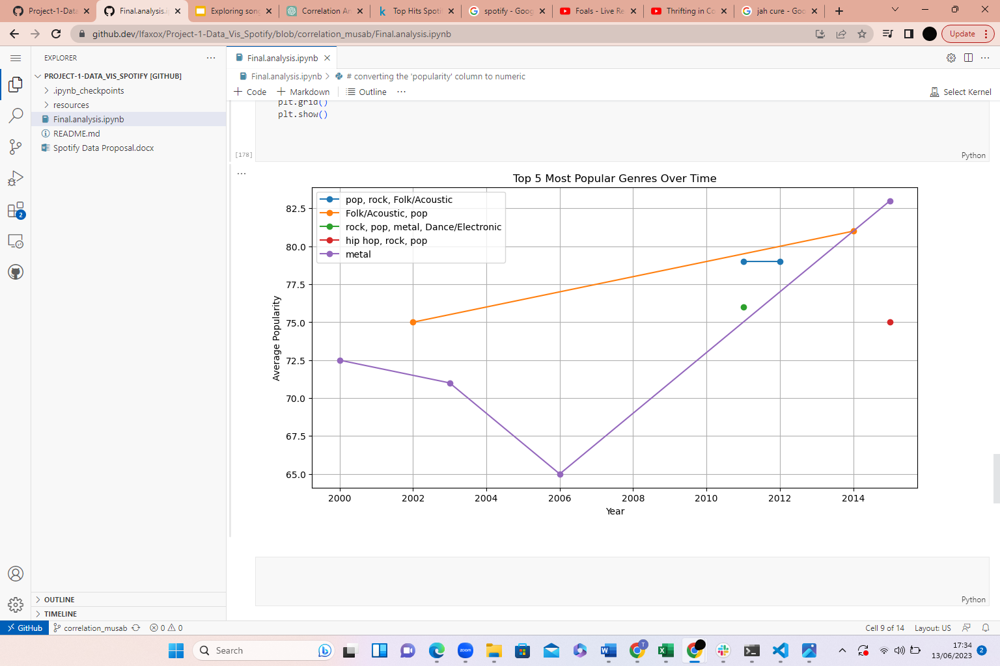 Project-1-Data
Final.analysis.ip
Exploring son
Correlation An
Top Hits Spoti
spotify - Goog
Foals - Live Re
Thrifting in Co
jah cure - Goo
github.dev/lfaxox/Project-1-Data_Vis_Spotify/blob/correlation_musab/Final.analysis.ipynb
Update
EXPLORER
Final.analysis.ipynb
PROJECT-1-DATA_VIS_SPOTIFY [GITHUB]
.ipynb_checkpoints
resources
Final.analysis.ipynb
README.md
Spotify Data Proposal.docx
Final.analysis.ipynb > # converting the 'popularity' column to numeric
+ Code + Markdown Outline ...
Select Kernel
plt.grid()
plt.show()
[178]
Python
Top 5 Most Popular Genres Over Time
pop, rock, Folk/Acoustic
Folk/Acoustic, pop
rock, pop, metal, Dance/Electronic
hip hop, rock, pop
metal
82.5
80.0
77.5
75.0
72.5
70.0
67.5
65.0
Average Popularity
2000 2002 2004 2006 2008 2010 2012 2014
Year
Python
2
OUTLINE
TIMELINE
GitHub
correlation_musab
0 0
Cell 9 of 14
Layout: US
Search
zoom
T
17:34
13/06/2023
2